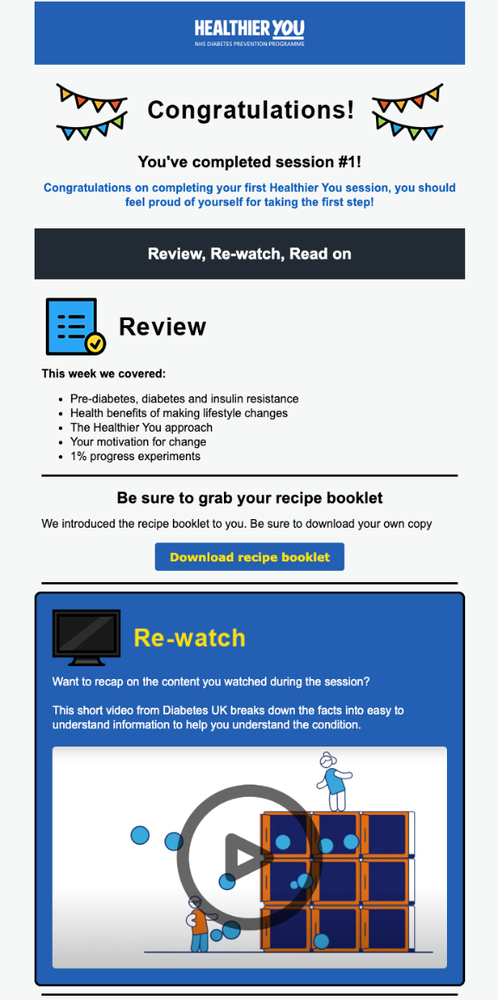 HEALTHIER YOU
NHS DIABETES PREVENTION PROGRAMME
Congratulations!
You've completed session #1!
Congratulations on completing your first Healthier You session, you should
feel proud of yourself for taking the first step!
Review, Re-watch, Read on
Review
This week we covered:
Pre-diabetes, diabetes and insulin resistance
Health benefits of making lifestyle changes
The Healthier You approach
Your motivation for change
1% progress experiments
Be sure to grab your recipe booklet
We introduced the recipe booklet to you. Be sure to download your own copy
Download recipe booklet
Re-watch
Want to recap on the content you watched during the session?
This short video from Diabetes UK breaks down the facts into easy to
understand information to help you understand the condition.